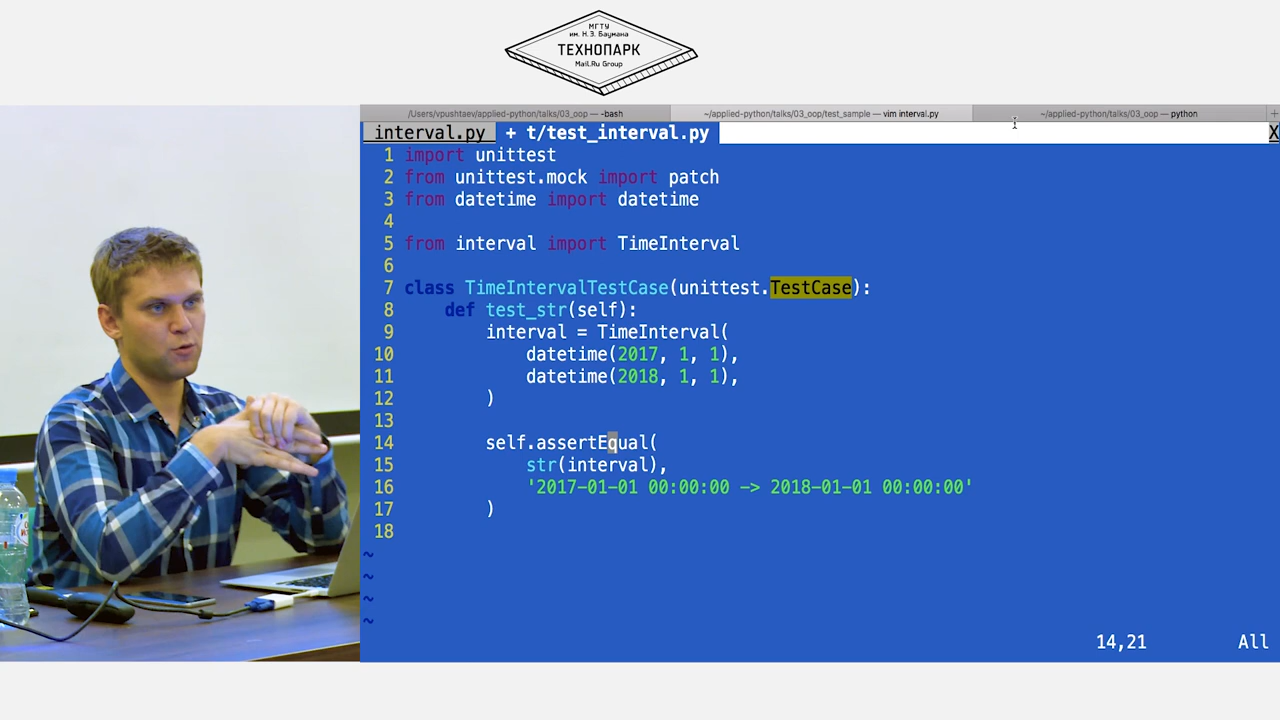 МГТУ
им. Н.Э. Баумана
ТЕХНОПАРК
Mail.Ru Group
/Users/vpushtaev/applied-python/talks/03_oop — -bash
~/applied-python/talks/03_oop/test_sample — vim interval.py
~/applied-python/talks/03_oop — python
+
interval.py + t/test_interval.py X
1 import unittest
2 from unittest.mock import patch
3 from datetime import datetime
4
5 from interval import TimeInterval
6
7 class TimeIntervalTestCase(unittest.TestCase):
8 def test_str(self):
9 interval = TimeInterval(
10 datetime(2017, 1, 1),
11 datetime(2018, 1, 1),
12 )
13
14 self.assertEqual(
15 str(interval),
16 '2017-01-01 00:00:00 -> 2018-01-01 00:00:00'
17 )
18
~
~
~
~
14,21 All